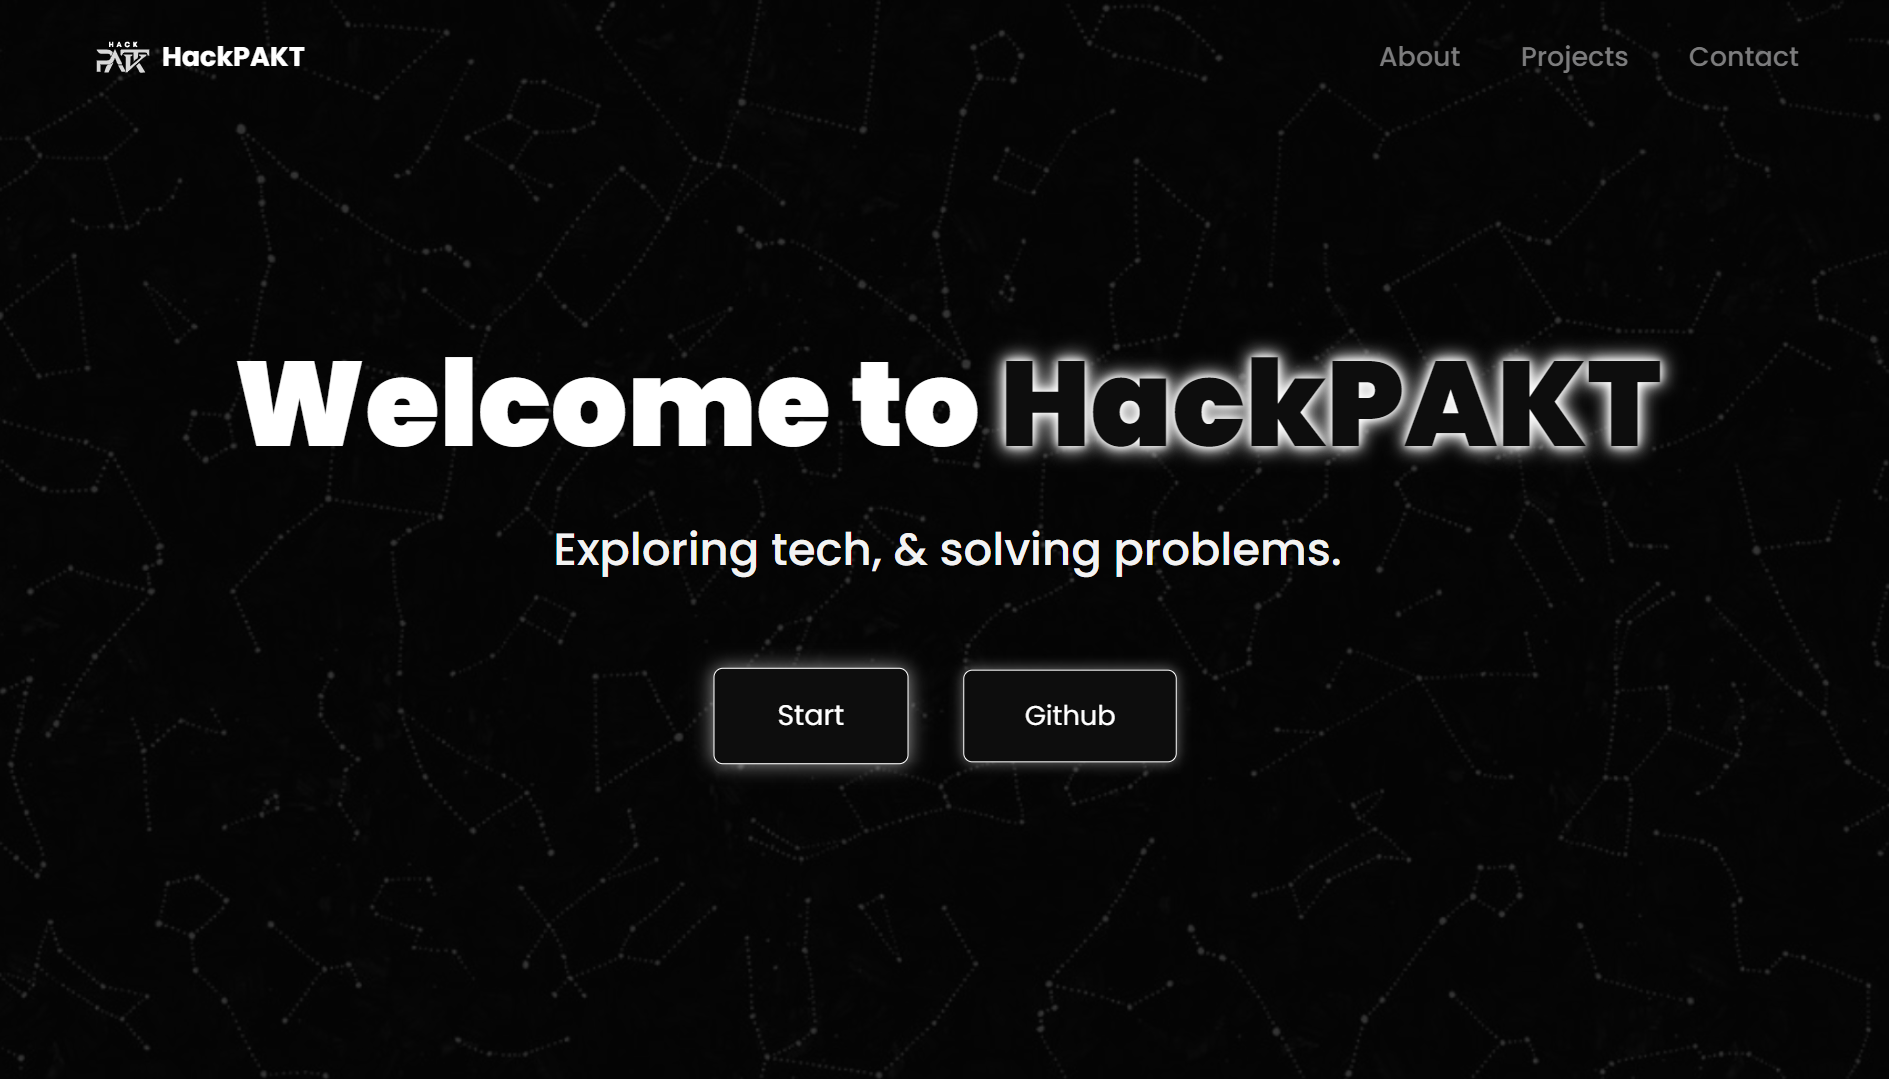 HACK
PAKT
HackPAKT
About
Projects
Contact
Welcome to HackPAKT
Exploring tech, & solving problems.
Start
Github